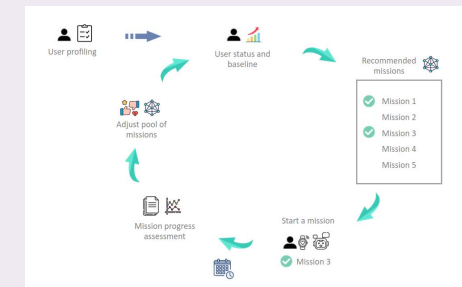 User profiling
User status and
baseline
Recommended
missions
Mission 1
Mission 2
Mission 3
Mission 4
Mission 5
Start a mission
Mission 3
Mission progress
assessment
Adjust pool of
missions